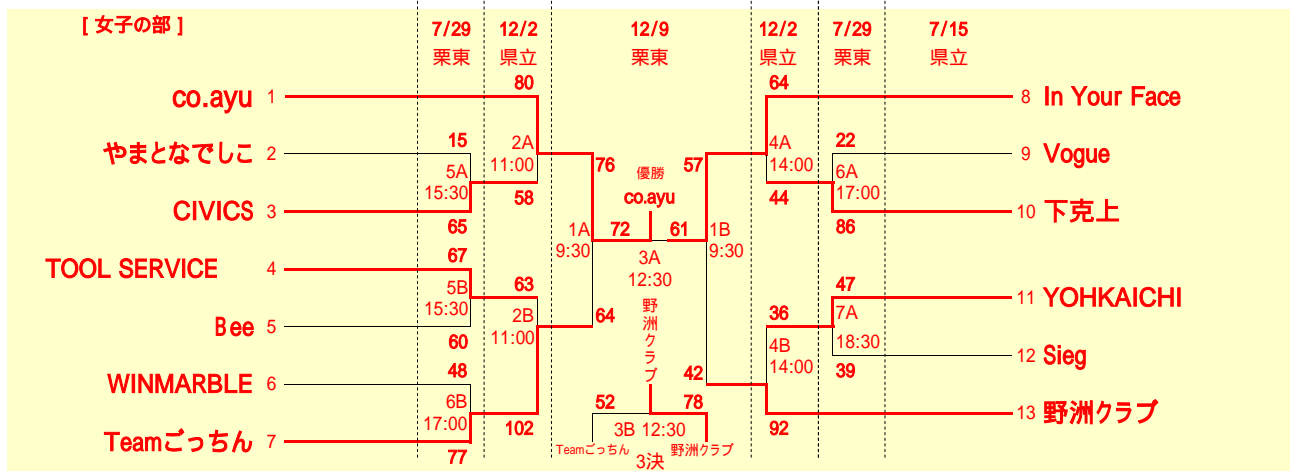 [ 女子の部 ]
7/29 12/2 12/9 12/2 7/29 7/15
栗東 県立 栗東 県立 栗東 県立
80 64
co.ayu 1 8 In Your Face
15 2A 4A 22
やまとなでしこ 2 11:00 76 57 14:00 9 Vogue
5A 優勝 6A
15:30 58 co.ayu 44 17:00
CIVICS 3 10 下克上
65 1A 72 61 1B 86
67 9:30 3A 9:30
TOOL SERVICE 4 12:30
5B 63 47
15:30 2B 野洲クラブ 36 7A 11 YOHKAICHI
Bee 5 11:00 64 4B 18:30
60 14:00 12 Sieg
48 42 39
WINMARBLE 6
6B 52 78
17:00 102 3B 12:30 92 13 野洲クラブ
Teamごっちん 7 Teamごっちん 野洲クラブ
77 3決